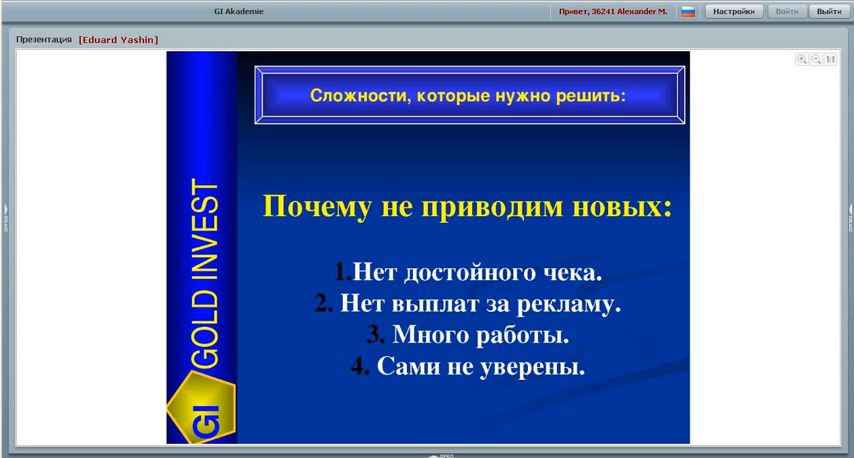 GI Akademie
Привет, 36241 Alexander M.
Настройки
Войти
Выйти
Презентация [Eduard Yashin]
1:1
Сложности, которые нужно решить:
Почему не приводим новых:
1.Нет достойного чека.
2. Нет выплат за рекламу.
3. Много работы.
4. Сами не уверены.
GI GOLD INVEST